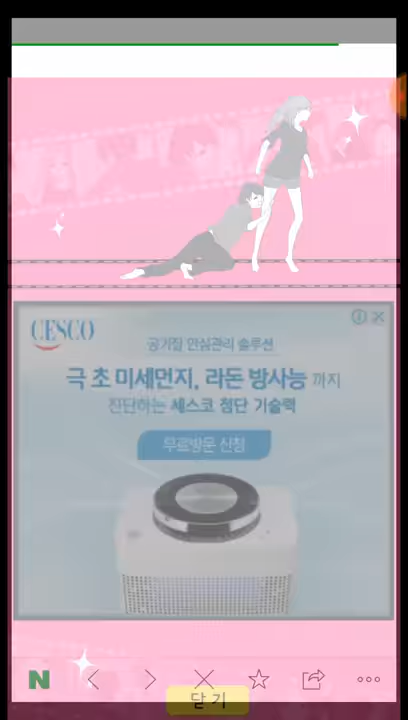 CESCO
공기질 안심관리 솔루션
극 초미세먼지, 라돈 방사능 까지
진단하는 세스코 첨단 기술력
무료방문 신청
N
닫기